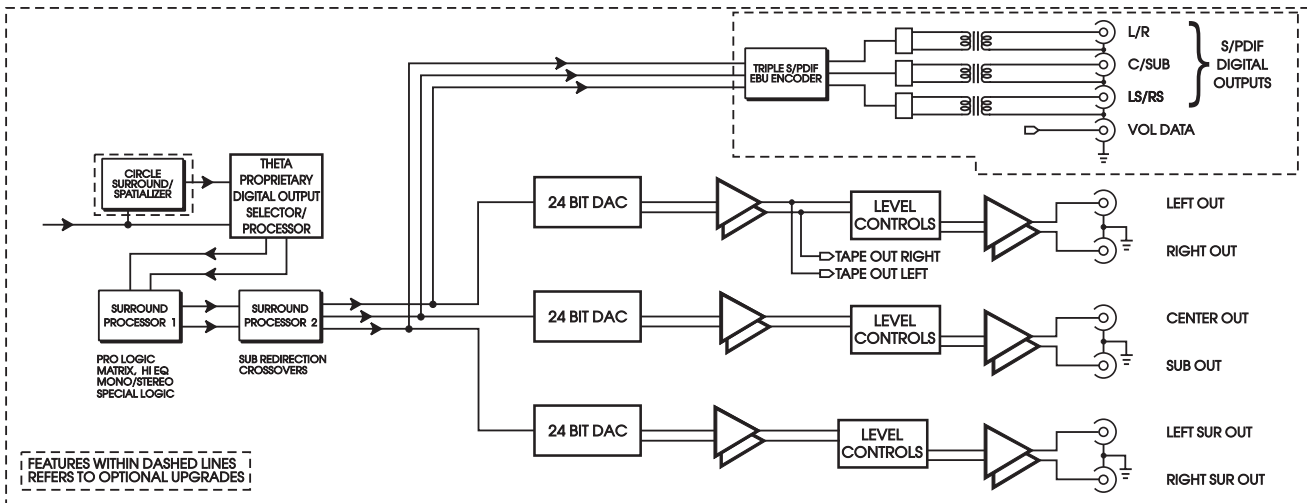 TRIPLE S/PDIF
EBU ENCODER
L/R
C/SUB
LS/RS
VOL DATA
S/PDIF
DIGITAL
OUTPUTS
CIRCLE
SURROUND/
SPATIALIZER
THETA
PROPRIETARY
DIGITAL OUTPUT
SELECTOR/
PROCESSOR
SURROUND
PROCESSOR 1
SURROUND
PROCESSOR 2
PRO LOGIC
MATRIX, HI EQ
MONO/STEREO
SPECIAL LOGIC
SUB REDIRECTION
CROSSOVERS
24 BIT DAC
LEVEL
CONTROLS
TAPE OUT RIGHT
TAPE OUT LEFT
LEFT OUT
RIGHT OUT
24 BIT DAC
LEVEL
CONTROLS
CENTER OUT
SUB OUT
24 BIT DAC
LEVEL
CONTROLS
LEFT SUR OUT
RIGHT SUR OUT
FEATURES WITHIN DASHED LINES
REFERS TO OPTIONAL UPGRADES